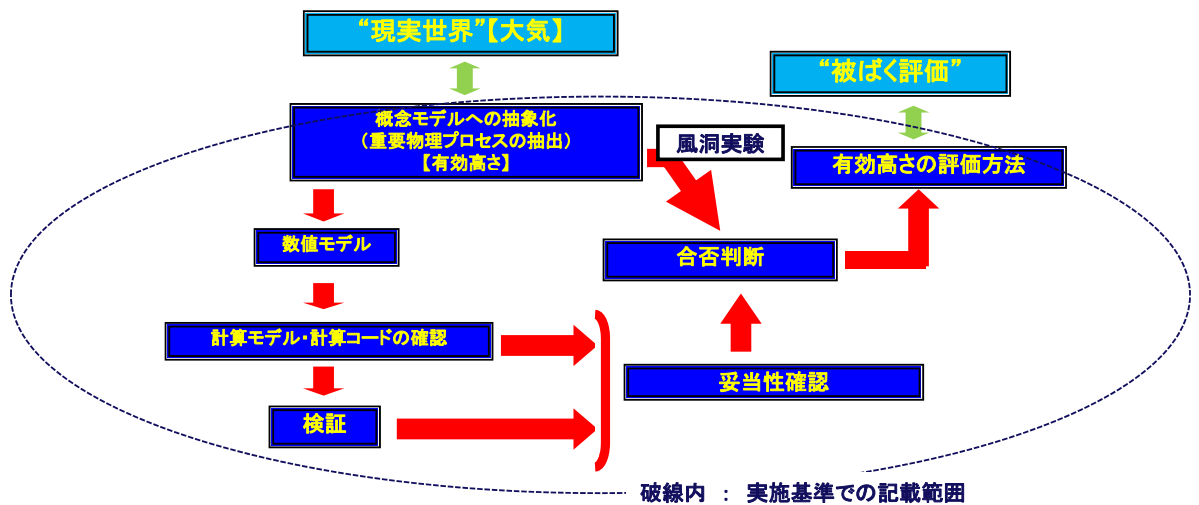 “現実世界”【大気】
“被ばく評価”
概念モデルへの抽象化
（重要物理プロセスの抽出）
【有効高さ】
風洞実験
有効高さの評価方法
数値モデル
合否判断
計算モデル・計算コードの確認
妥当性確認
検証
破線内 ： 実施基準での記載範囲